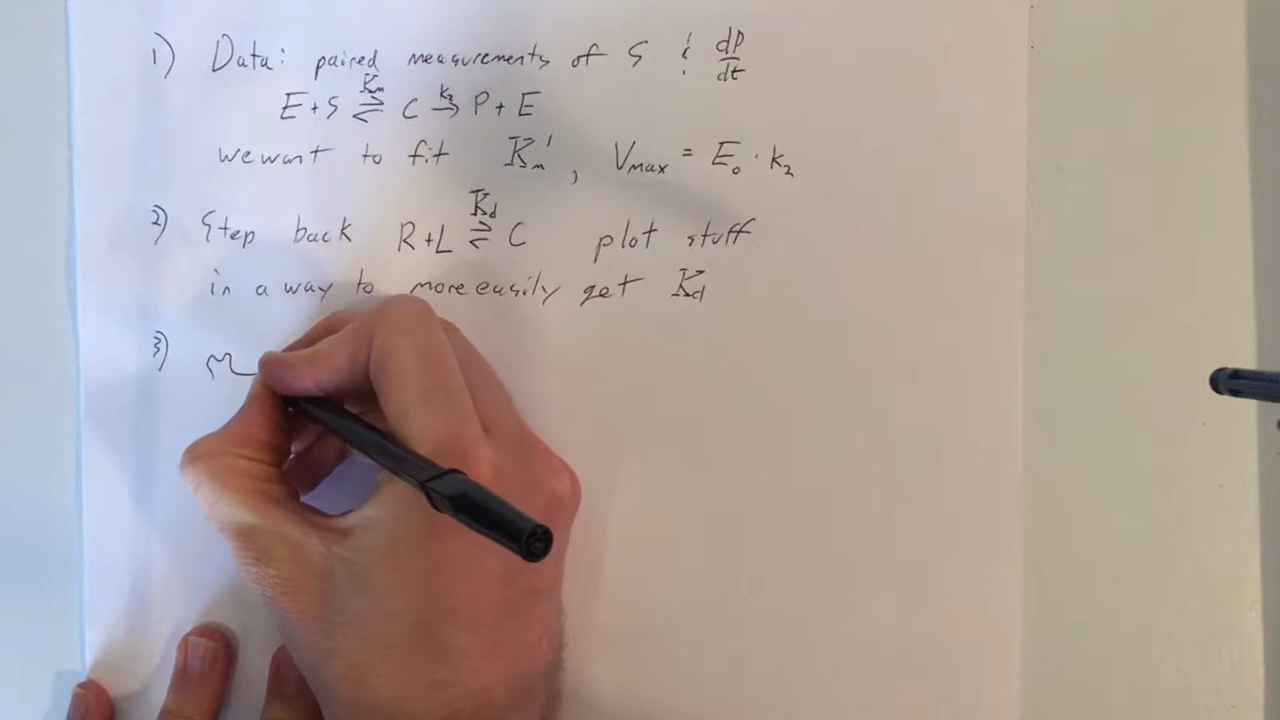 1) Data: paired measurements of S & dP/dt
E+S ⇌ C → P+E
Km k2
we want to fit Km', Vmax = E₀ · k₂
2) Step back R+L ⇌ C plot stuff
Kd
in a way to more easily get Kd
3)